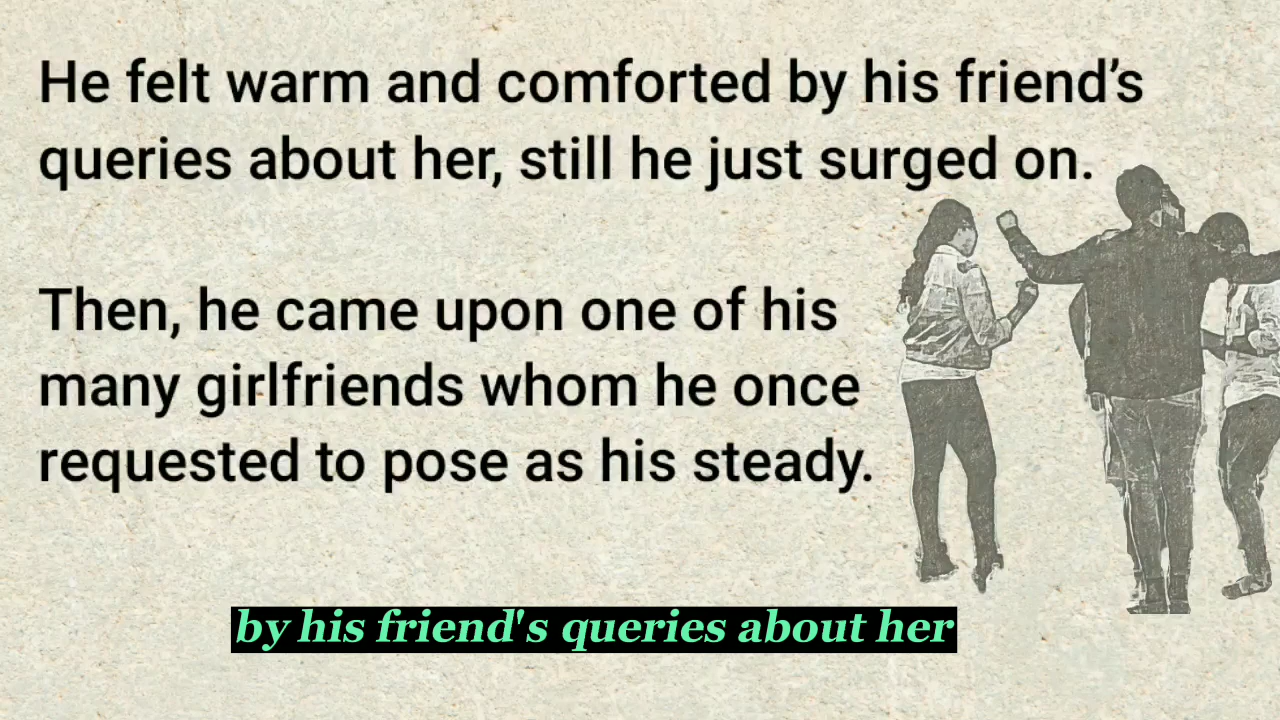 He felt warm and comforted by his friend’s
queries about her, still he just surged on.
Then, he came upon one of his
many girlfriends whom he once
requested to pose as his steady.
by his friend's queries about her